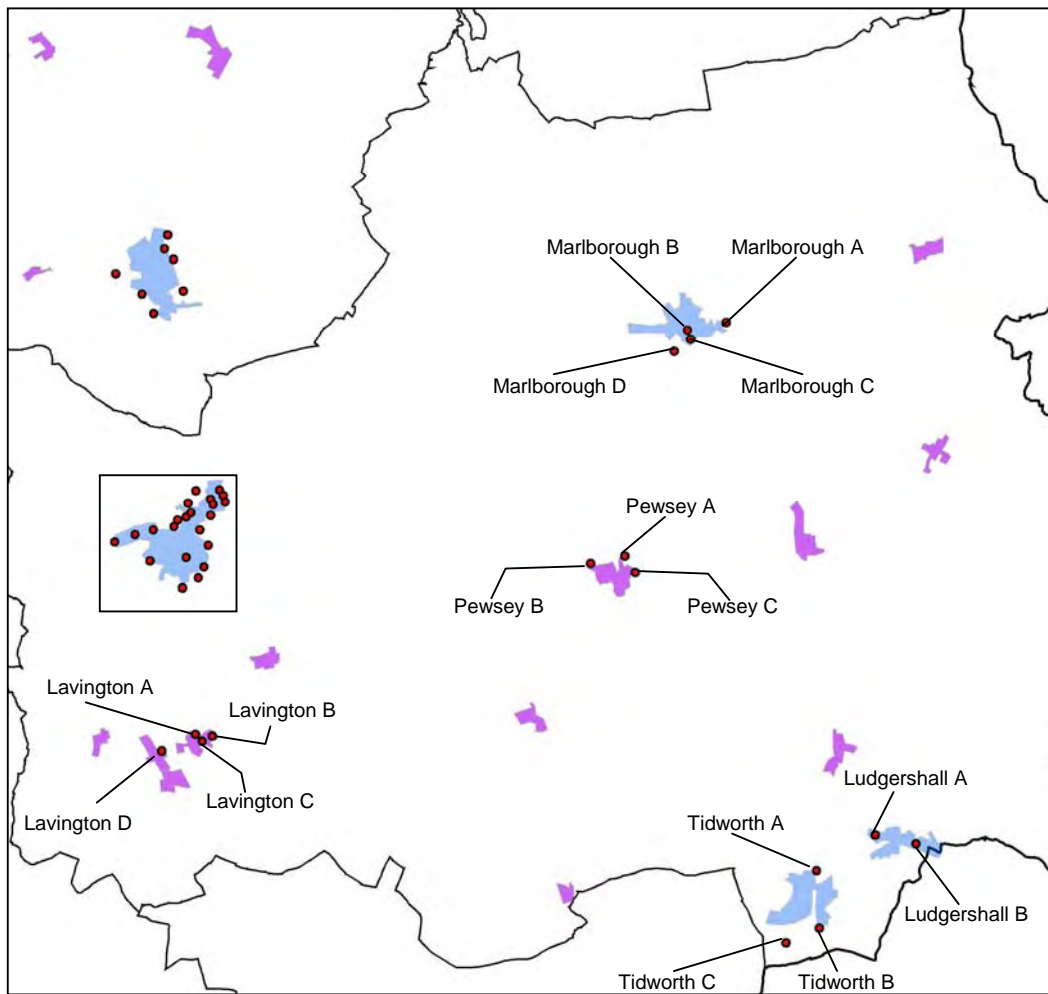 Marlborough B
Marlborough A
Marlborough D
Marlborough C
Pewsey A
Pewsey B
Pewsey C
Lavington A
Lavington B
Lavington C
Lavington D
Ludgershall A
Tidworth A
Ludgershall B
Tidworth C
Tidworth B